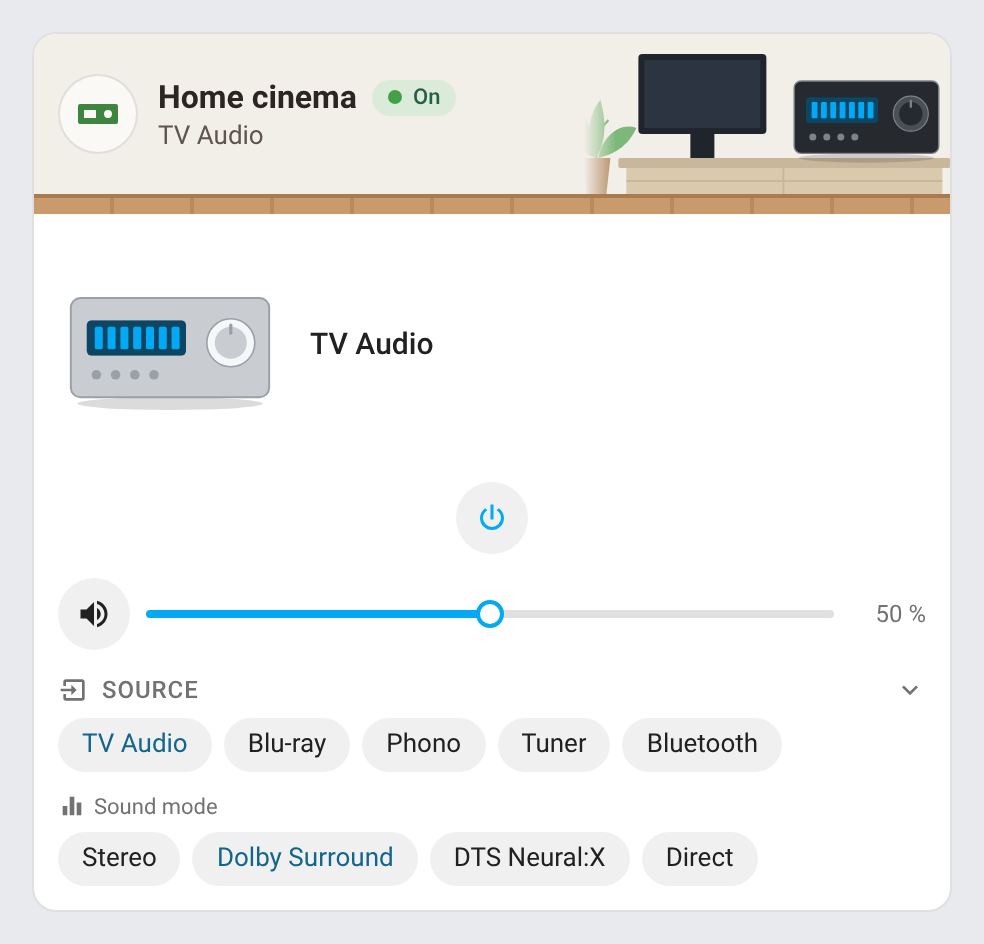 Home cinema On
TV Audio
TV Audio
50 %
SOURCE
TV Audio Blu-ray Phono Tuner Bluetooth
Sound mode
Stereo Dolby Surround DTS Neural:X Direct